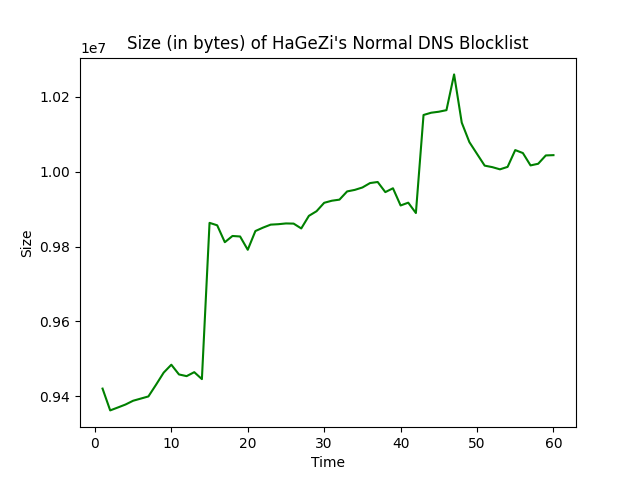 Size (in bytes) of HaGeZi's Normal DNS Blocklist
1e7
1.02
1.00
0.98
0.96
0.94
Size
0 10 20 30 40 50 60
Time